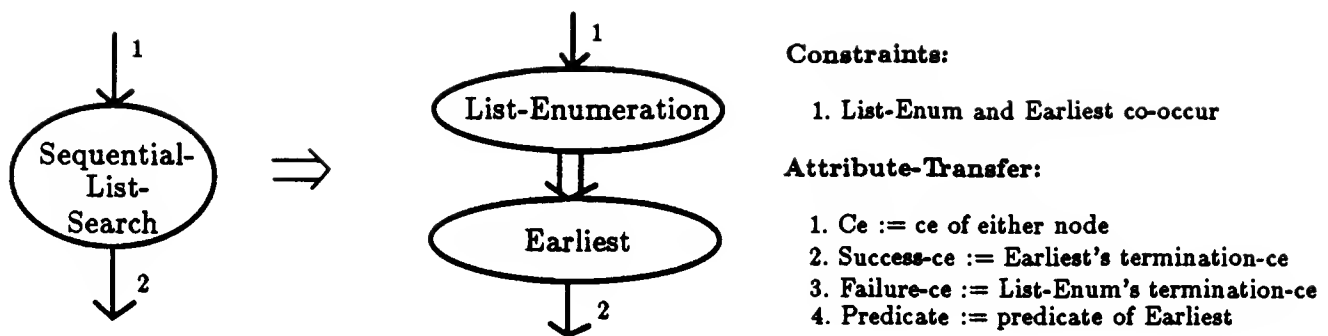 1
Sequential-
List-
Search
2
1
List-Enumeration
Earliest
2
Constraints:
1. List-Enum and Earliest co-occur
Attribute-Transfer:
1. Ce := ce of either node
2. Success-ce := Earliest's termination-ce
3. Failure-ce := List-Enum's termination-ce
4. Predicate := predicate of Earliest